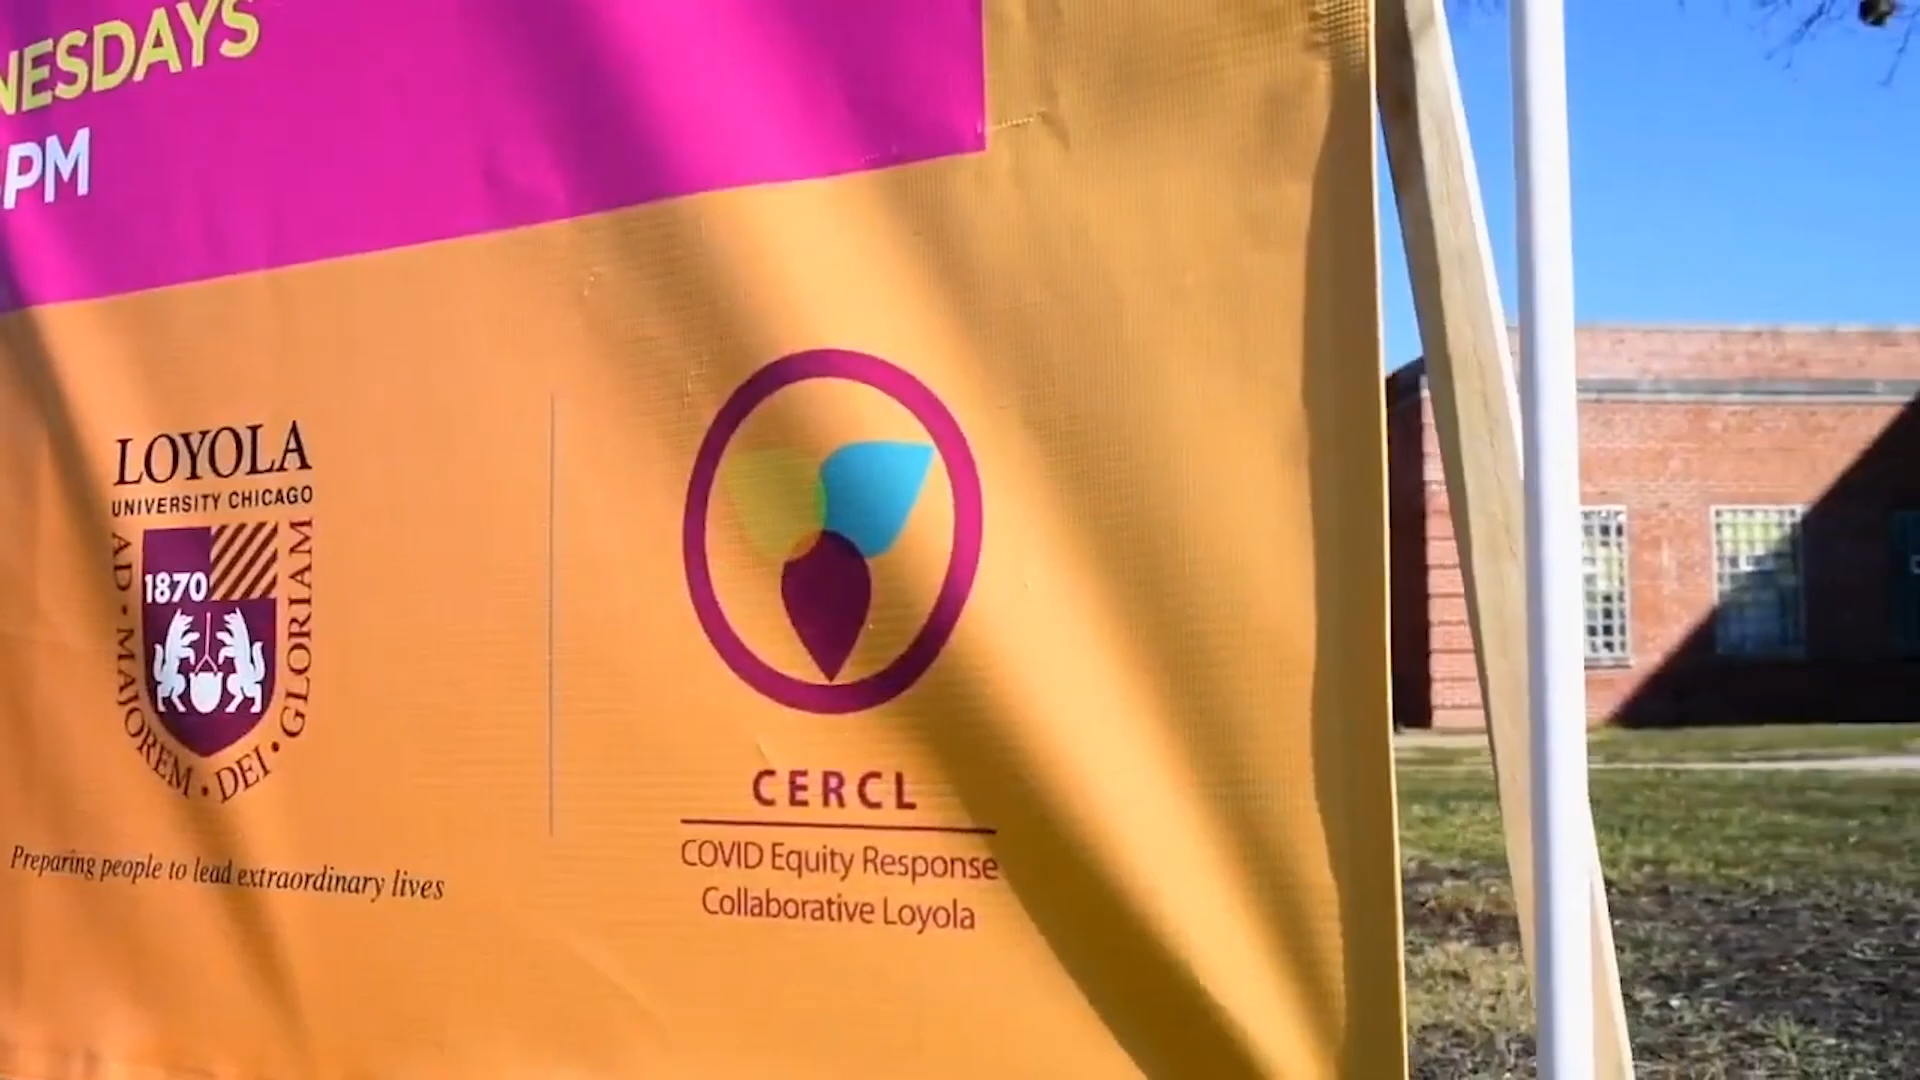 NESDAYS
PM
LOYOLA
UNIVERSITY CHICAGO
AD • MAJOREM • DEI • GLORIAM
1870
Preparing people to lead extraordinary lives
CERCL
COVID Equity Response
Collaborative Loyola